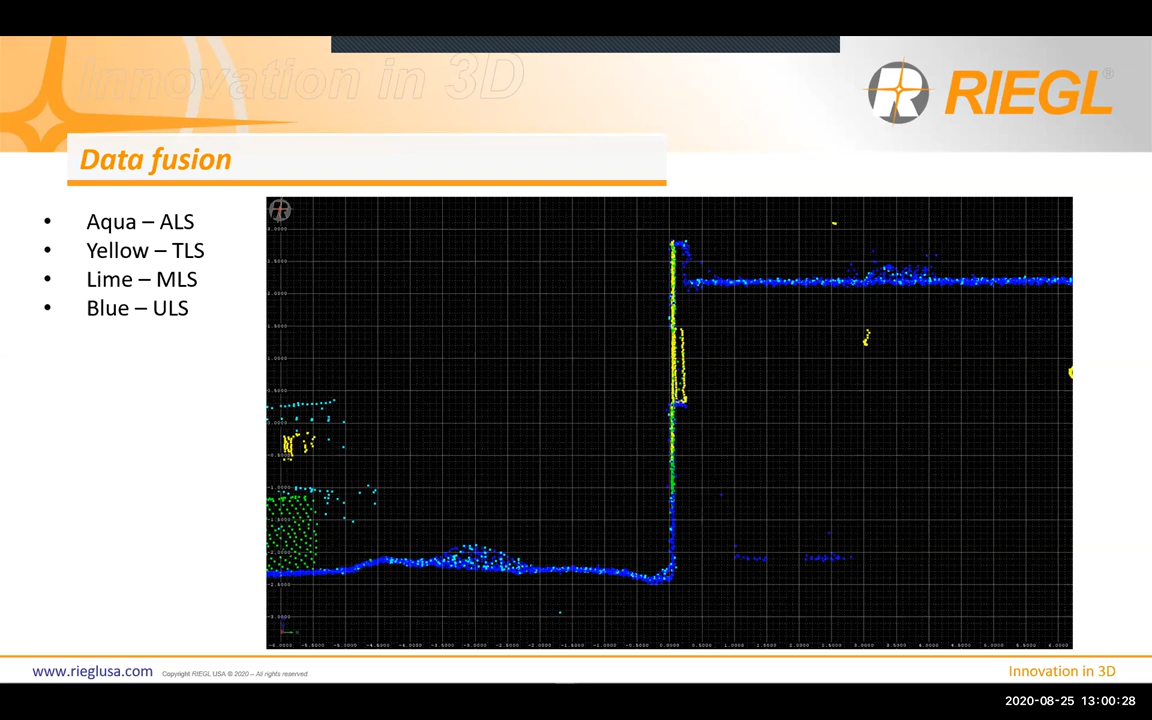 Innovation in 3D
RIEGL®
Data fusion
• Aqua – ALS
• Yellow – TLS
• Lime – MLS
• Blue – ULS
www.rieglusa.com Copyright RIEGL USA © 2020 – All rights reserved. Innovation in 3D
2020-08-25 13:00:28